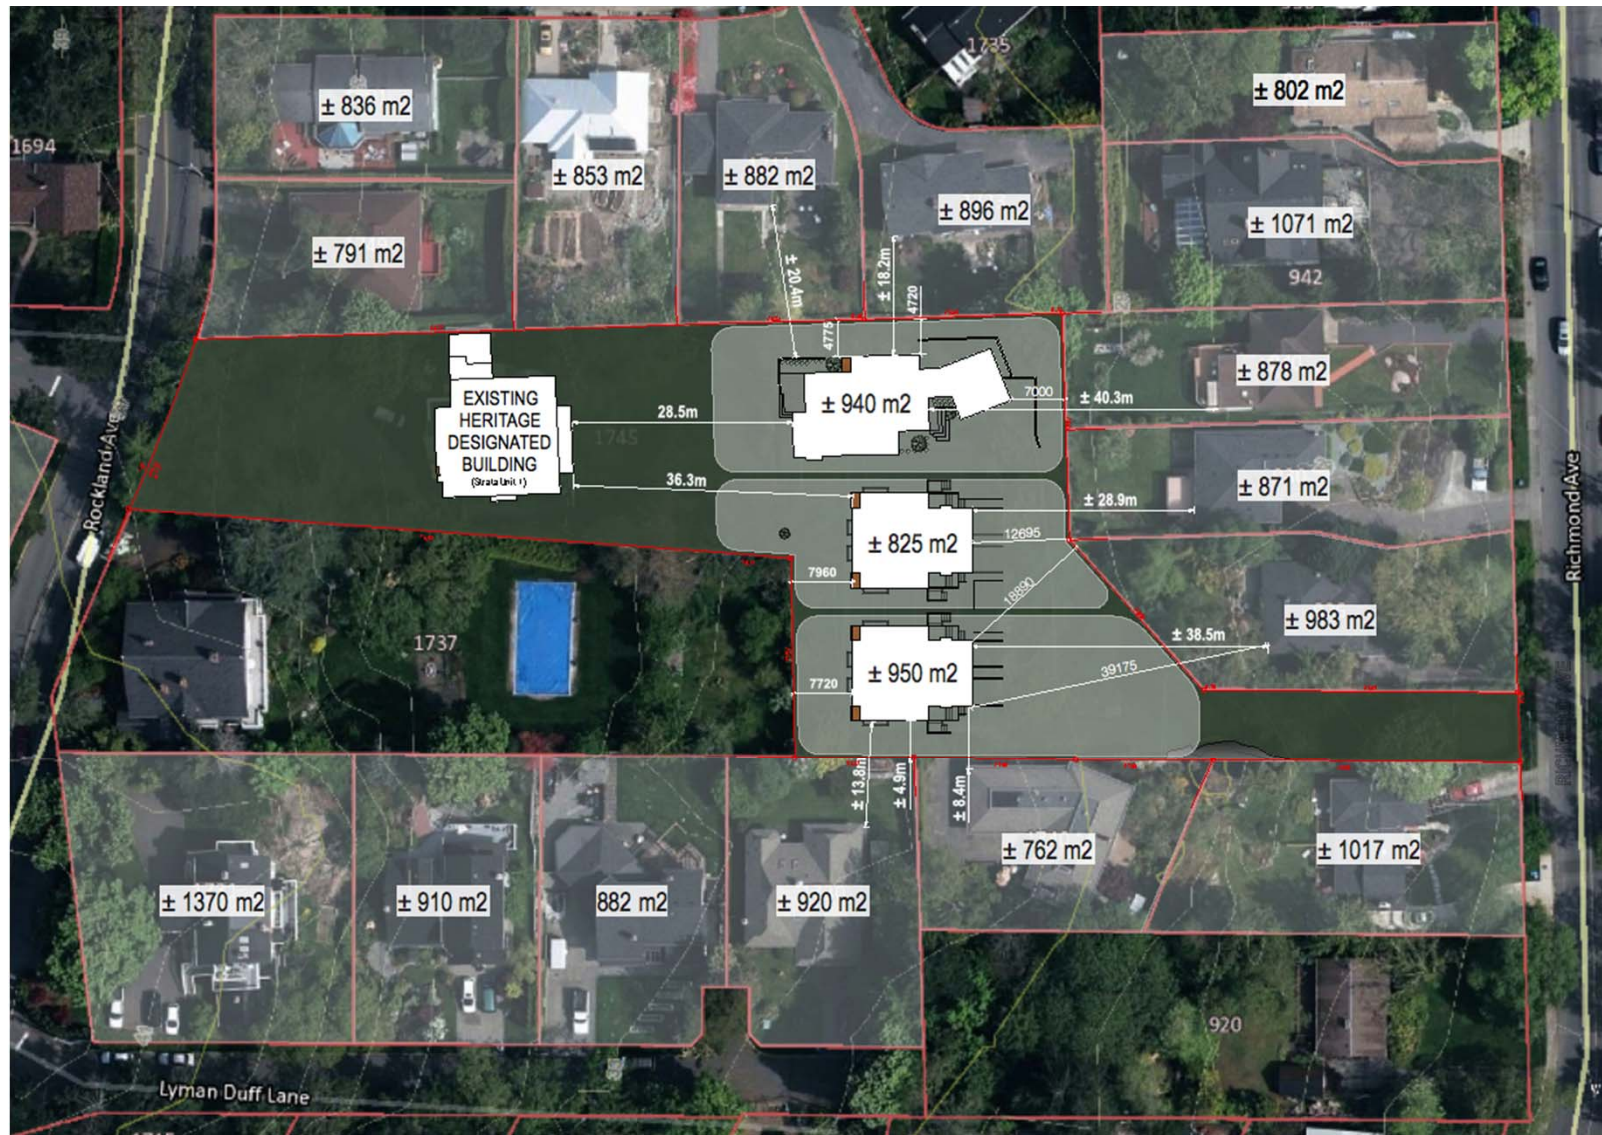 1735
± 836 m2
± 802 m2
1694
± 853 m2
± 882 m2
± 896 m2
± 1071 m2
± 791 m2
942
± 20.4m
± 18.2m
4720
4775
± 878 m2
7000
± 40.3m
EXISTING
HERITAGE
DESIGNATED
BUILDING
(Strata Unit 1)
± 940 m2
28.5m
1745
Rockland Ave
36.3m
± 871 m2
± 28.9m
Richmond Ave
± 825 m2
12695
7960
18890
± 983 m2
1737
± 38.5m
39175
± 950 m2
7720
± 13.8m
± 4.9m
± 8.4m
± 762 m2
± 1017 m2
± 1370 m2
± 910 m2
882 m2
± 920 m2
920
Lyman Duff Lane